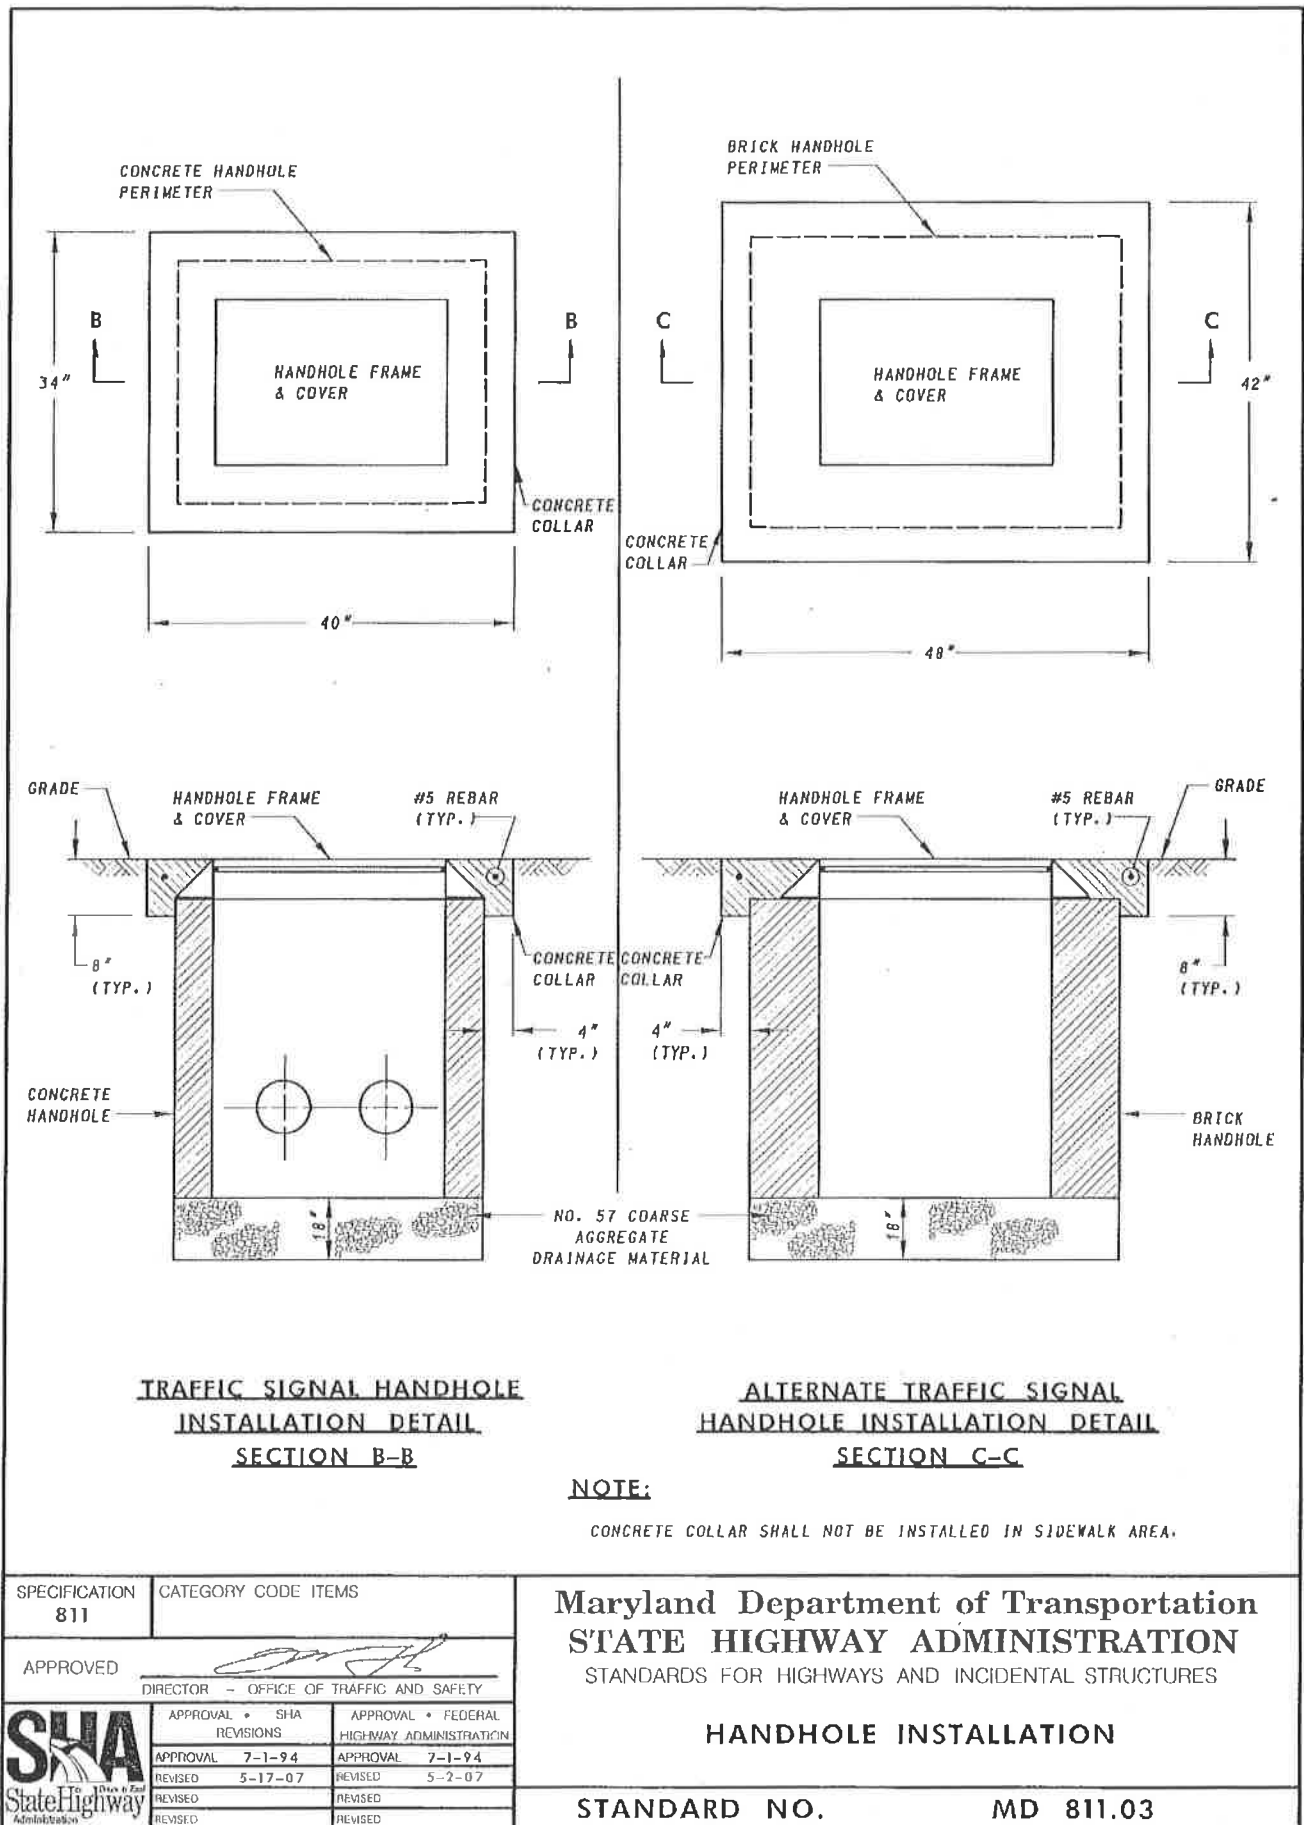 CONCRETE HANDHOLE
PERIMETER
B
B
34"
HANDHOLE FRAME
& COVER
CONCRETE
COLLAR
40"
BRICK HANDHOLE
PERIMETER
C
C
HANDHOLE FRAME
& COVER
42"
CONCRETE
COLLAR
48"
GRADE
HANDHOLE FRAME
& COVER
#5 REBAR
(TYP.)
8"
(TYP.)
CONCRETE
COLLAR
4"
(TYP.)
CONCRETE
HANDHOLE
18"
HANDHOLE FRAME
& COVER
#5 REBAR
(TYP.)
GRADE
CONCRETE
COLLAR
4"
(TYP.)
8"
(TYP.)
BRICK
HANDHOLE
18"
NO. 57 COARSE
AGGREGATE
DRAINAGE MATERIAL
TRAFFIC SIGNAL HANDHOLE
INSTALLATION DETAIL
SECTION B-B
ALTERNATE TRAFFIC SIGNAL
HANDHOLE INSTALLATION DETAIL
SECTION C-C
NOTE:
CONCRETE COLLAR SHALL NOT BE INSTALLED IN SIDEWALK AREA.
SPECIFICATION
811
CATEGORY CODE ITEMS
APPROVED
DIRECTOR - OFFICE OF TRAFFIC AND SAFETY
SHA
StateHighway
Administration
APPROVAL • SHA
REVISIONS
APPROVAL • FEDERAL
HIGHWAY ADMINISTRATION
APPROVAL 7-1-94
APPROVAL 7-1-94
REVISED 5-17-07
REVISED 5-2-07
REVISED
REVISED
REVISED
REVISED
Maryland Department of Transportation
STATE HIGHWAY ADMINISTRATION
STANDARDS FOR HIGHWAYS AND INCIDENTAL STRUCTURES
HANDHOLE INSTALLATION
STANDARD NO. MD 811.03